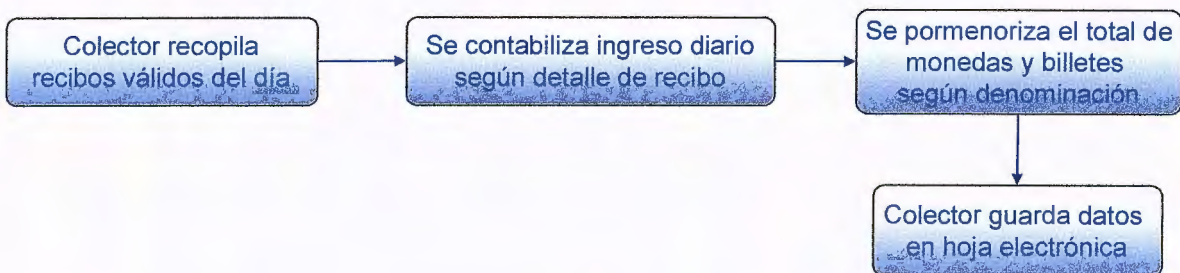 Colector recopila
recibos válidos del día.
Se contabiliza ingreso diario
según detalle de recibo
Se pormenoriza el total de
monedas y billetes
según denominación
Colector guarda datos
en hoja electrónica